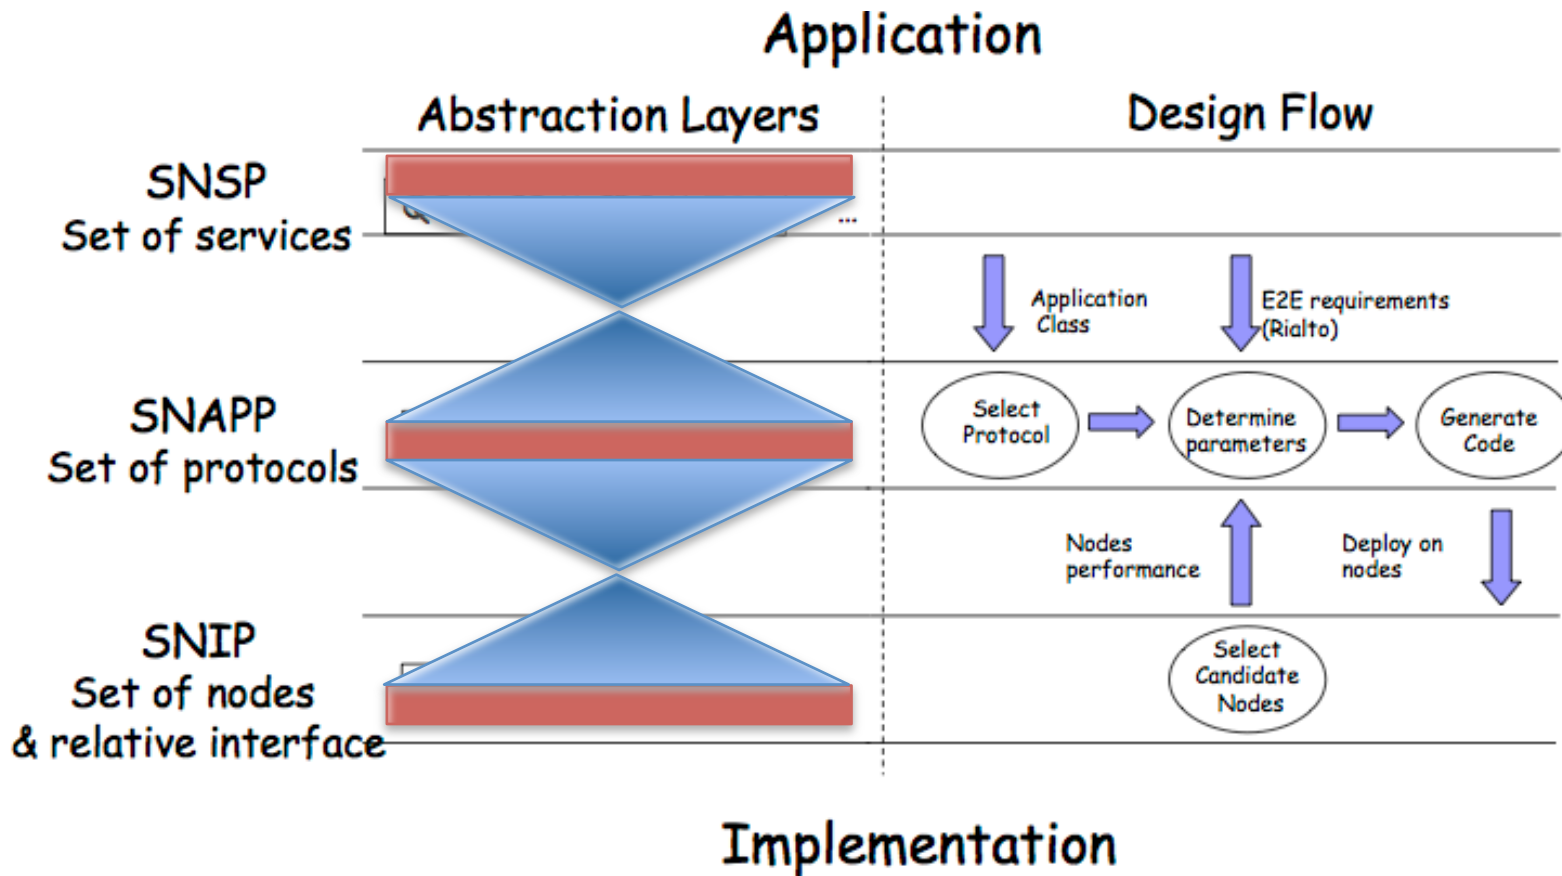 Application
Abstraction Layers
Design Flow
SNSP
Set of services
...
Application
Class
E2E requirements
(Rialto)
SNAPP
Set of protocols
Select
Protocol
Determine
parameters
Generate
Code
Nodes
performance
Deploy on
nodes
SNIP
Set of nodes
& relative interface
Select
Candidate
Nodes
Implementation